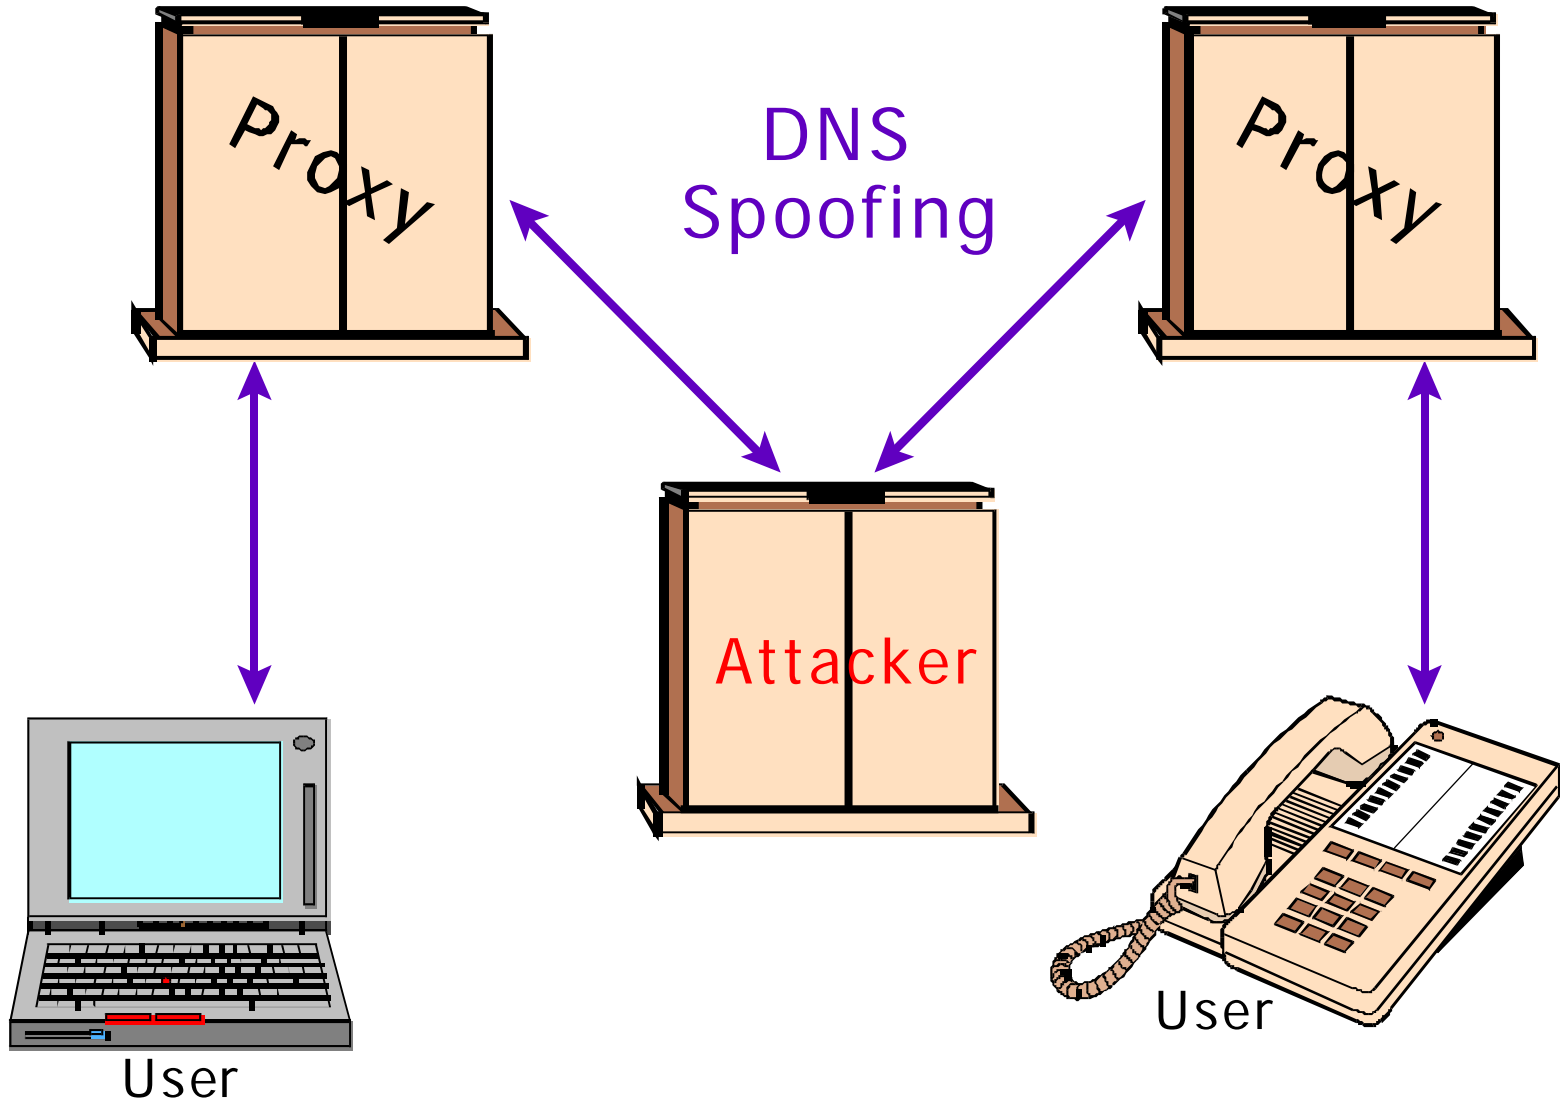 Proxy
DNS
Spoofing
Proxy
Attacker
User
User